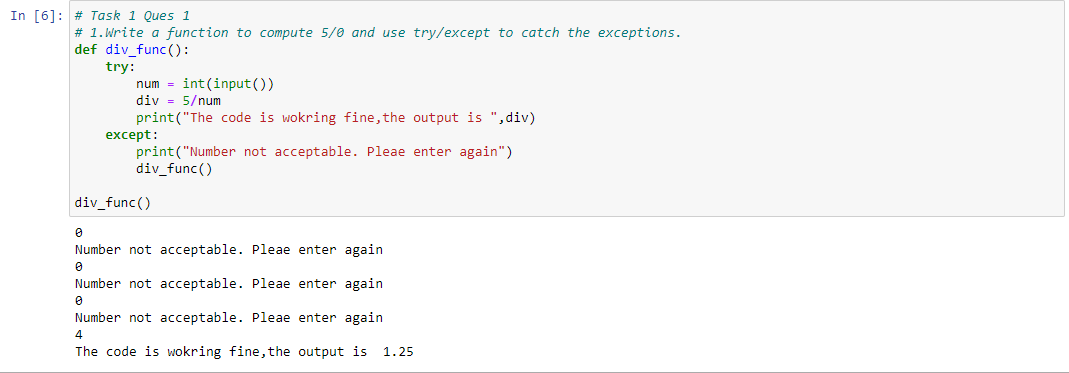 In [6]: # Task 1 Ques 1
# 1.Write a function to compute 5/0 and use try/except to catch the exceptions.
def div_func():
    try:
        num = int(input())
        div = 5/num
        print("The code is wokring fine,the output is ",div)
    except:
        print("Number not acceptable. Pleae enter again")
        div_func()

div_func()
0
Number not acceptable. Pleae enter again
0
Number not acceptable. Pleae enter again
0
Number not acceptable. Pleae enter again
4
The code is wokring fine,the output is  1.25